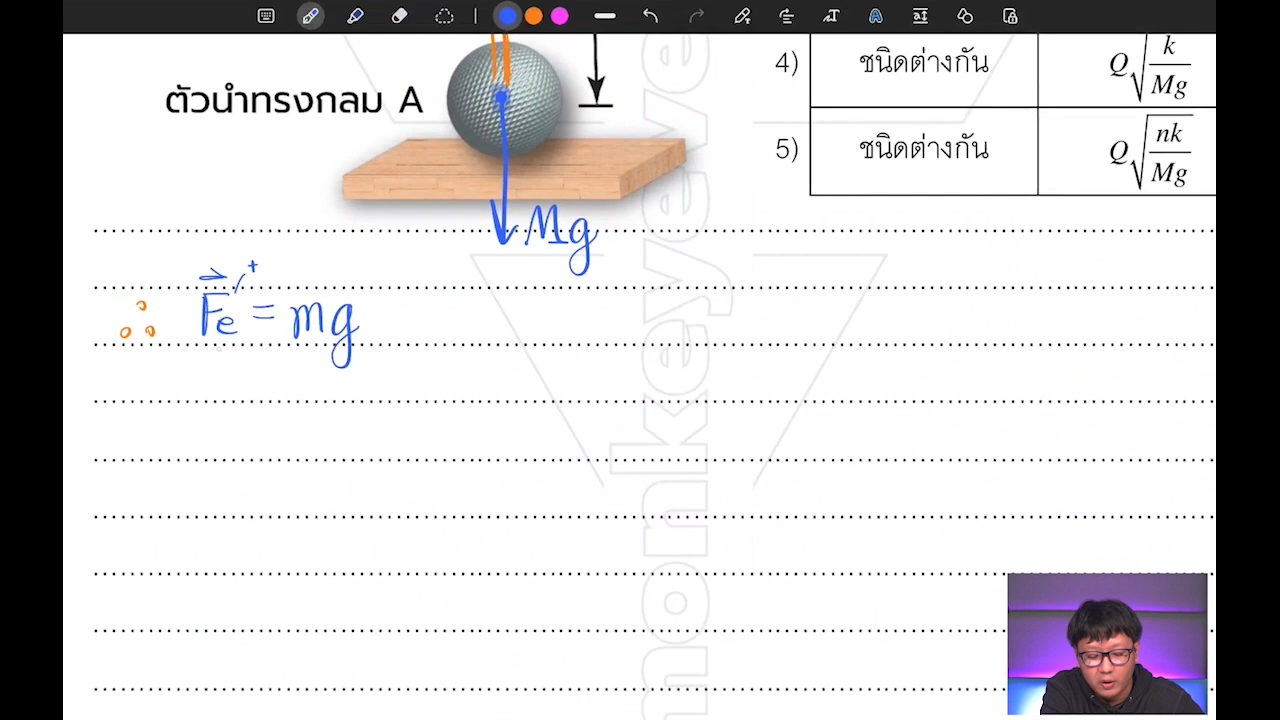 4) ชนิดต่างกัน Q√(k/Mg)
ตัวนำทรงกลม A
5) ชนิดต่างกัน Q√(nk/Mg)
Mg
∴ F⃗e⁺ = mg
monkeyeve